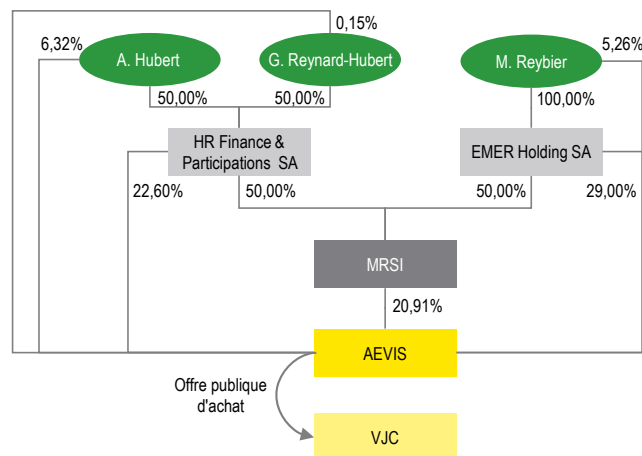 0,15%
6,32%
5,26%
A. Hubert
G. Reynard-Hubert
M. Reybier
50,00%
50,00%
100,00%
HR Finance &
Participations SA
EMER Holding SA
22,60%
50,00%
50,00%
29,00%
MRSI
20,91%
AEVIS
Offre publique
d'achat
VJC